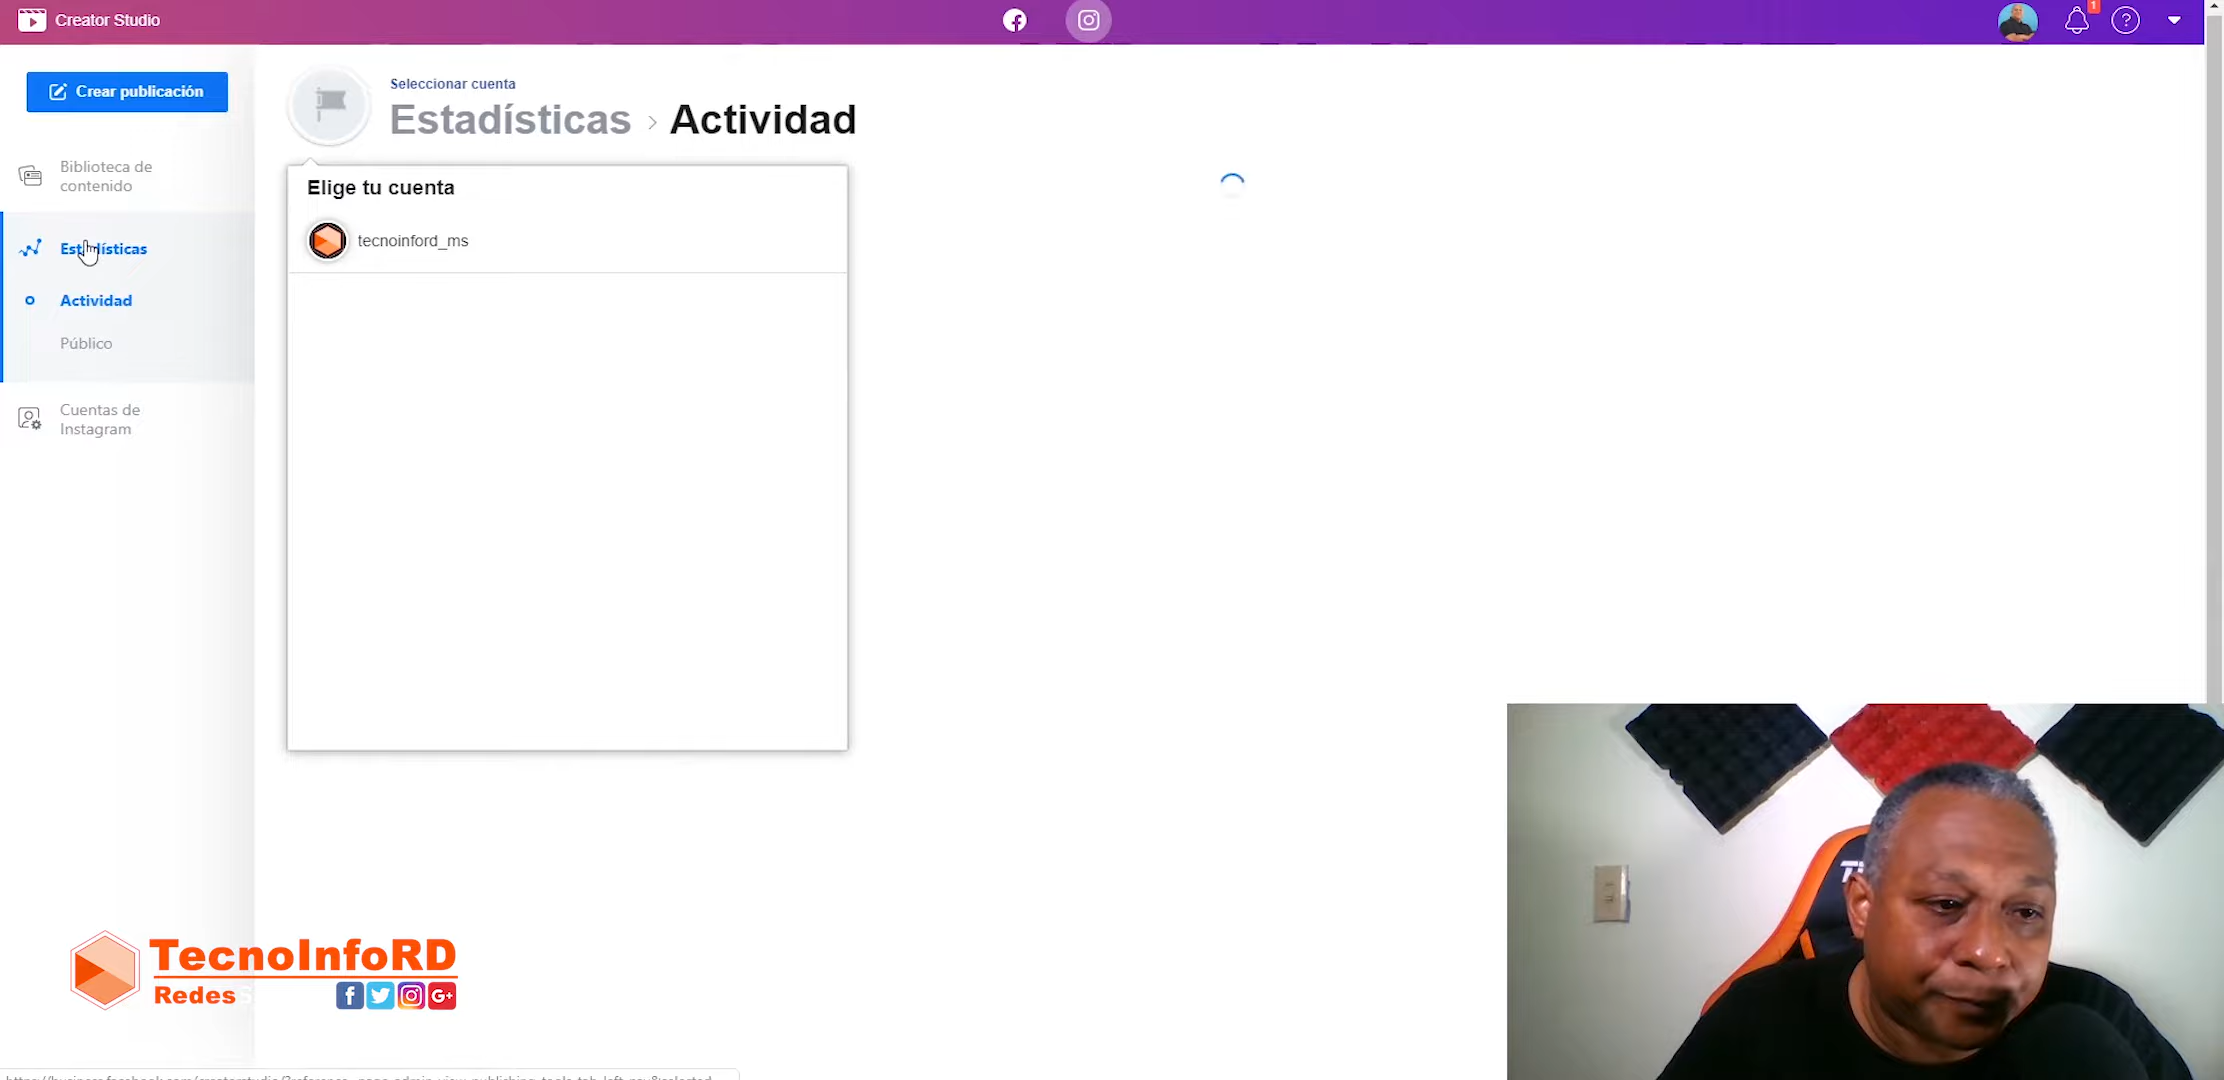 Creator Studio
1
?
Crear publicación
Seleccionar cuenta
Estadísticas > Actividad
Biblioteca de
contenido
Elige tu cuenta
tecnoinford_ms
Estadísticas
Actividad
Público
Cuentas de
Instagram
TecnoInfoRD
Redes